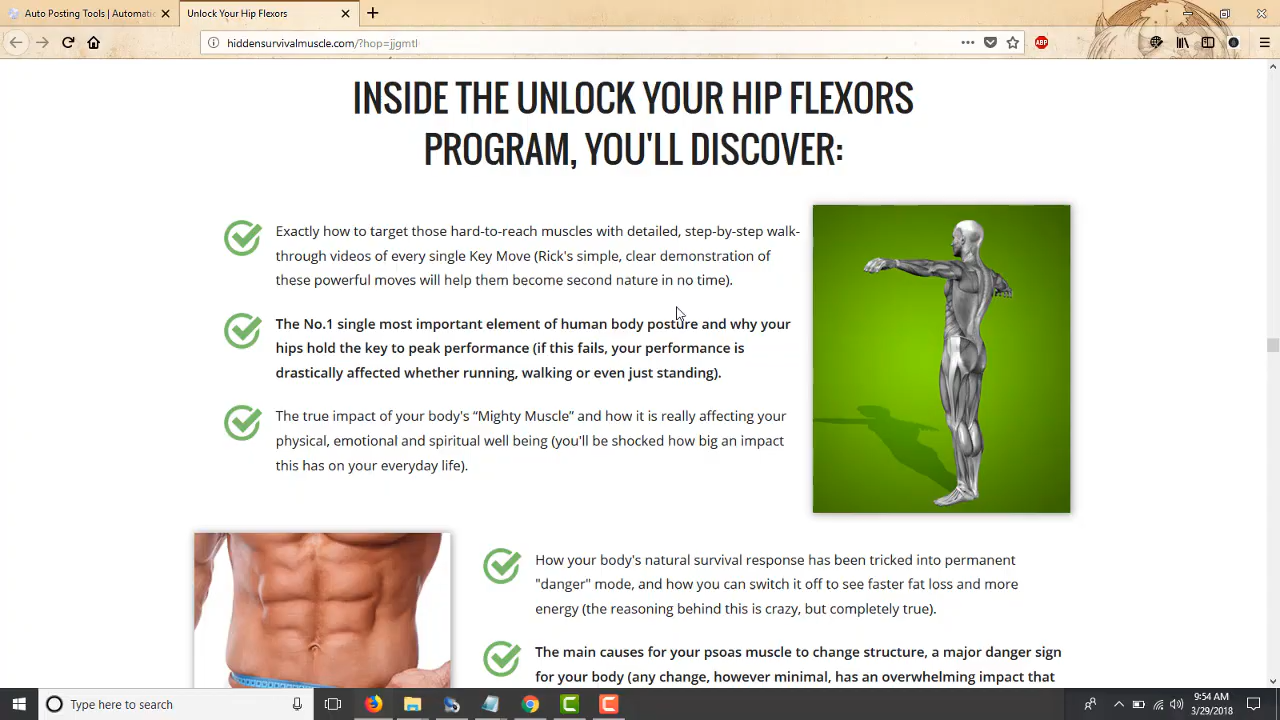 Auto Posting Tools | Automatic
Unlock Your Hip Flexors
hiddensurvivalmuscle.com/?hop=jjgmtl
ABP
INSIDE THE UNLOCK YOUR HIP FLEXORS
PROGRAM, YOU'LL DISCOVER:
Exactly how to target those hard-to-reach muscles with detailed, step-by-step walk-
through videos of every single Key Move (Rick's simple, clear demonstration of
these powerful moves will help them become second nature in no time).
The No.1 single most important element of human body posture and why your
hips hold the key to peak performance (if this fails, your performance is
drastically affected whether running, walking or even just standing).
The true impact of your body's “Mighty Muscle” and how it is really affecting your
physical, emotional and spiritual well being (you'll be shocked how big an impact
this has on your everyday life).
How your body's natural survival response has been tricked into permanent
"danger" mode, and how you can switch it off to see faster fat loss and more
energy (the reasoning behind this is crazy, but completely true).
The main causes for your psoas muscle to change structure, a major danger sign
for your body (any change, however minimal, has an overwhelming impact that
Type here to search
9:54 AM
3/29/2018